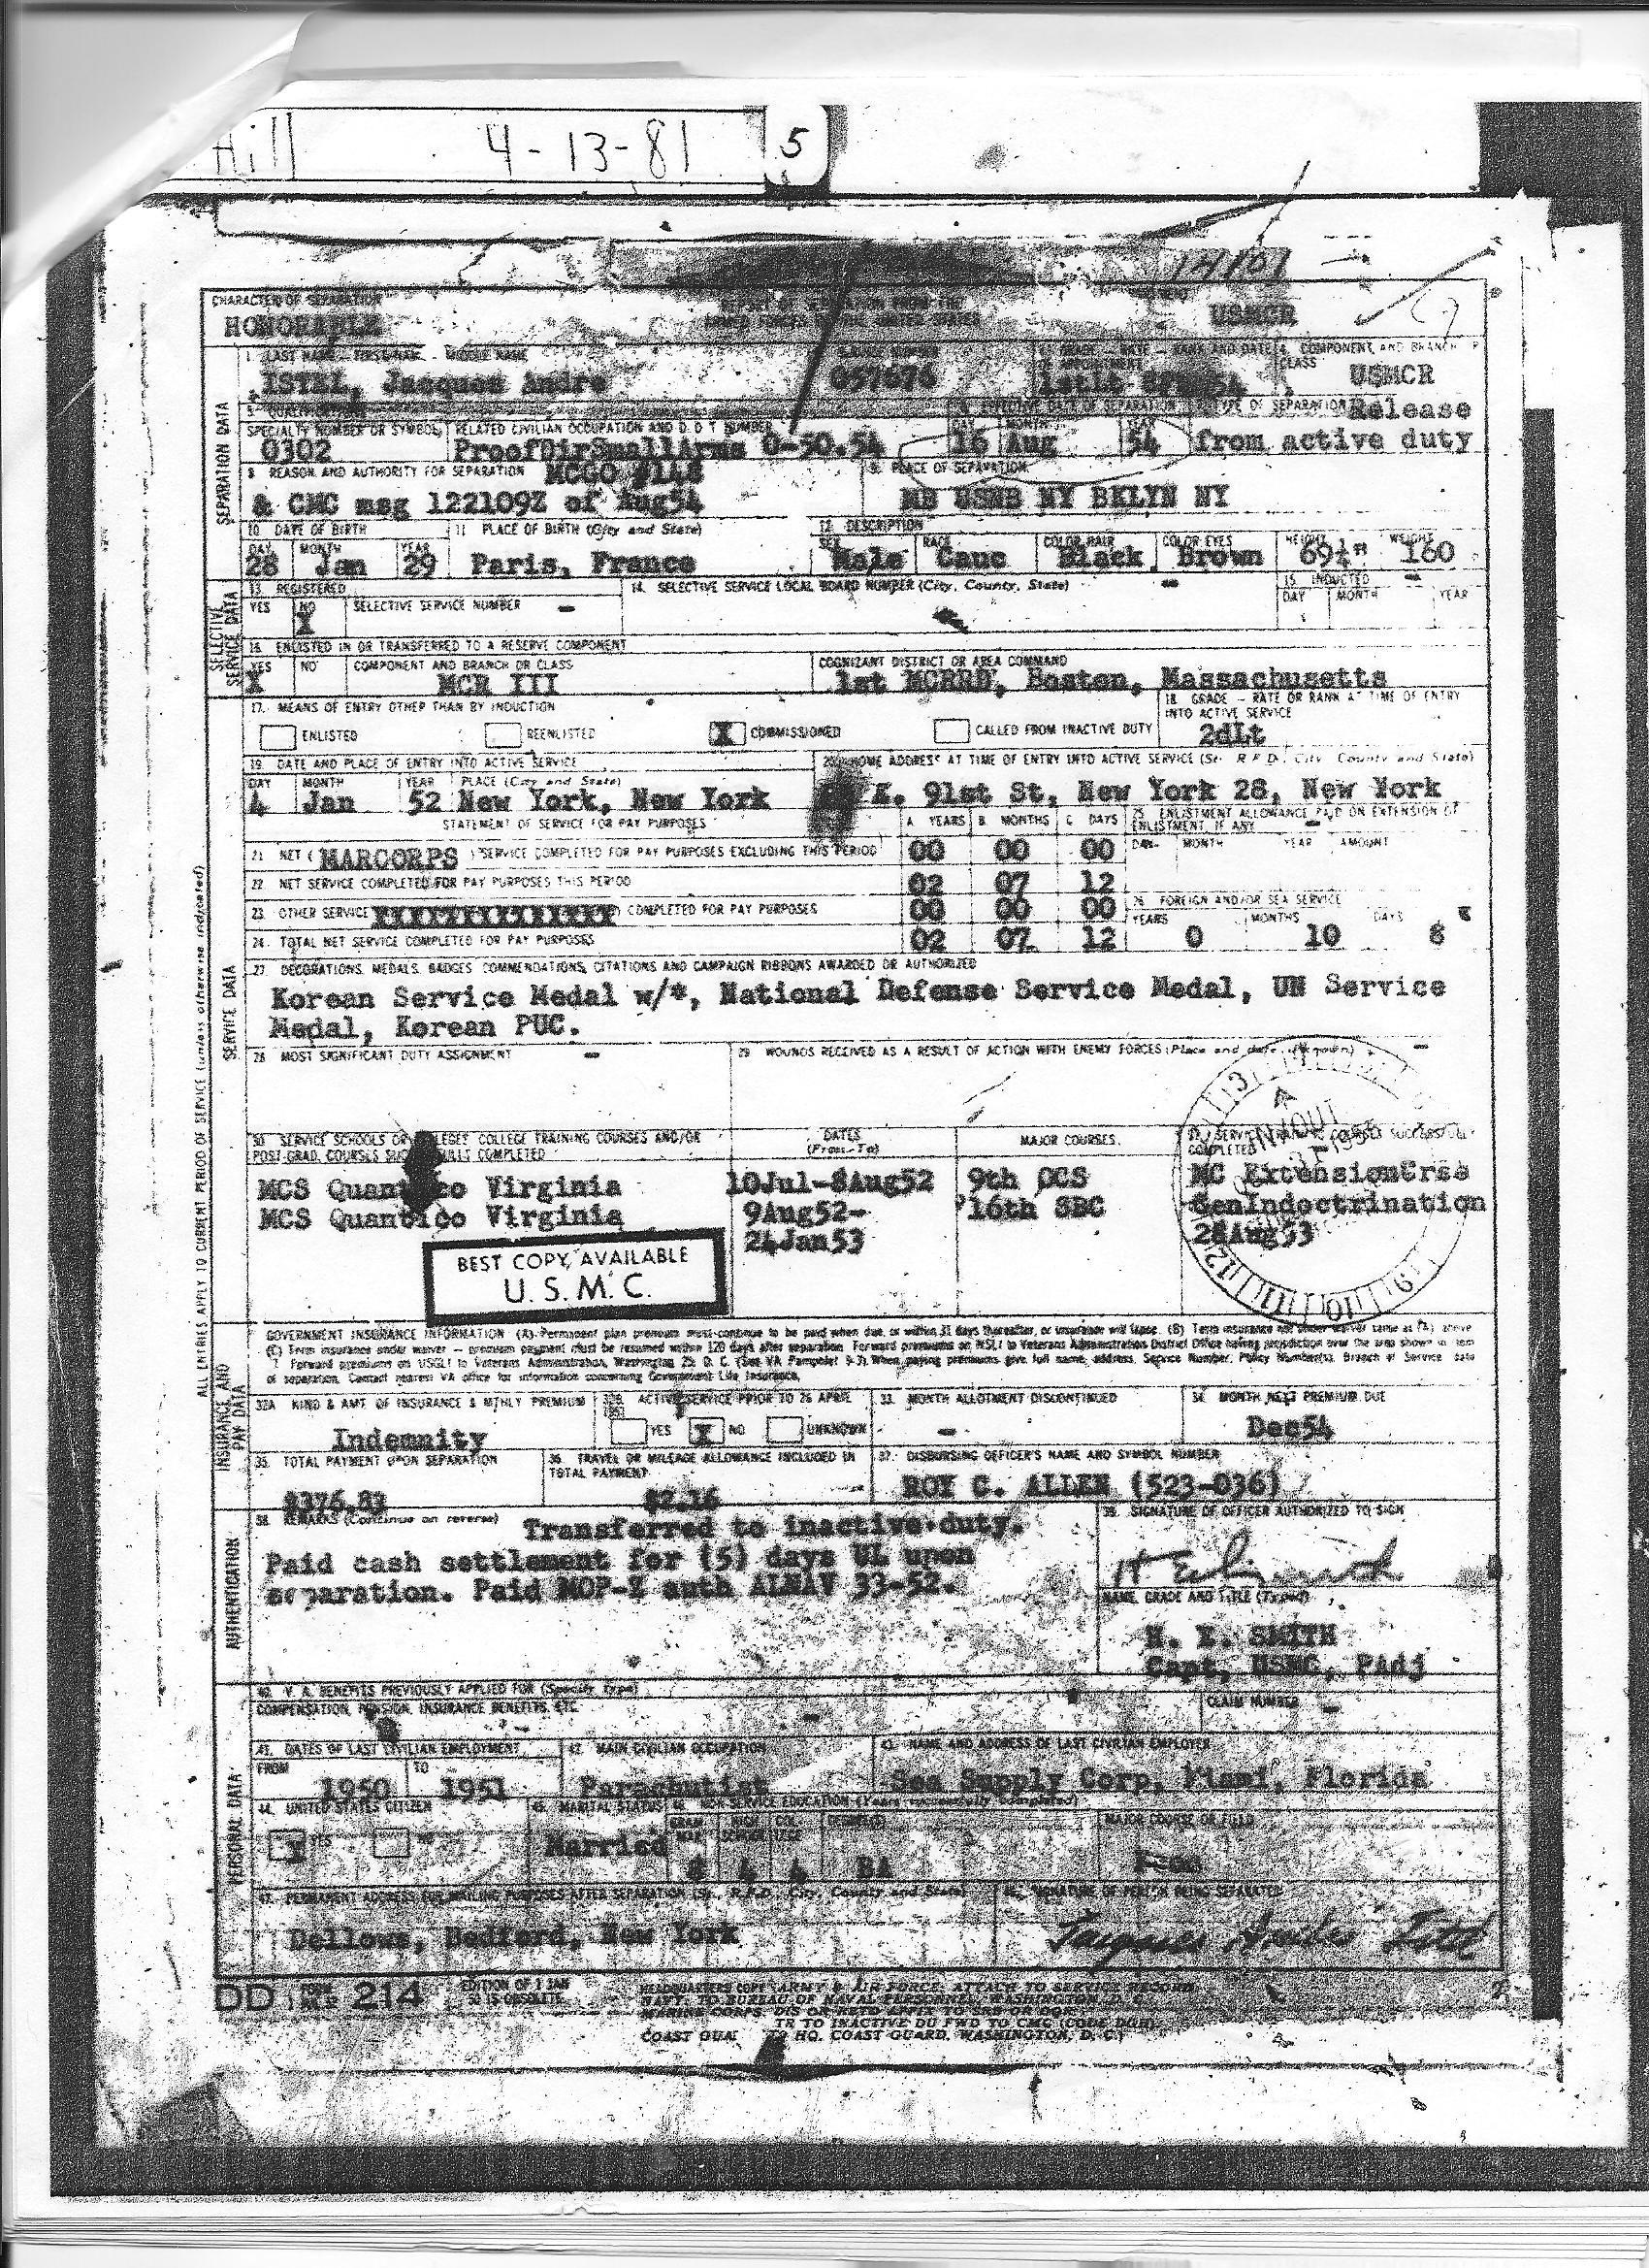 Hill 4-13-81 5
14107
CHARACTER OF SEPARATION
HONORABLE
REPORT OF SEPARATION FROM THE
ARMED FORCES OF THE UNITED STATES
USMCR
1. LAST NAME - FIRST NAME - MIDDLE NAME
ISTEL, Jacques Andre
SERVICE NUMBER
057676
3. GRADE - RATE - RANK AND DATE OF APPOINTMENT
1stLt
4. COMPONENT AND BRANCH OR CLASS
USMCR
SEPARATION DATA
5. QUALIFICATIONS
SPECIALTY NUMBER OR SYMBOL
0302
RELATED CIVILIAN OCCUPATION AND D.O.T. NUMBER
ProofDirSmallArms 0-50.54
6. EFFECTIVE DATE OF SEPARATION
DAY MONTH YEAR
16 Aug 54
7. TYPE OF SEPARATION
Release
from active duty
8. REASON AND AUTHORITY FOR SEPARATION
MCGO #148
& CMC msg 122109Z of Aug54
9. PLACE OF SEPARATION
MB USNB NY BKLYN NY
10. DATE OF BIRTH
DAY MONTH YEAR
28 Jan 29
11. PLACE OF BIRTH (City and State)
Paris, France
12. DESCRIPTION
SEX RACE COLOR HAIR COLOR EYES HEIGHT WEIGHT
Male Cauc Black Brown 69½" 160
SELECTIVE SERVICE DATA
13. REGISTERED
YES NO
X
SELECTIVE SERVICE NUMBER -
14. SELECTIVE SERVICE LOCAL BOARD NUMBER (City, County, State) -
15. INDUCTED -
DAY MONTH YEAR
16. ENLISTED IN OR TRANSFERRED TO A RESERVE COMPONENT
YES NO
X
COMPONENT AND BRANCH OR CLASS
MCR III
COGNIZANT DISTRICT OR AREA COMMAND
1st MCRRD, Boston, Massachusetts
17. MEANS OF ENTRY OTHER THAN BY INDUCTION
ENLISTED REENLISTED X COMMISSIONED CALLED FROM INACTIVE DUTY
18. GRADE - RATE OR RANK AT TIME OF ENTRY
INTO ACTIVE SERVICE
2dLt
ALL ENTRIES APPLY TO CURRENT PERIOD OF SERVICE (unless otherwise indicated)
SERVICE DATA
19. DATE AND PLACE OF ENTRY INTO ACTIVE SERVICE
DAY MONTH YEAR PLACE (City and State)
4 Jan 52 New York, New York
20. HOME ADDRESS AT TIME OF ENTRY INTO ACTIVE SERVICE (St., R.F.D., City, County and State)
E. 91st St, New York 28, New York
STATEMENT OF SERVICE FOR PAY PURPOSES
A. YEARS B. MONTHS C. DAYS
25. ENLISTMENT ALLOWANCE PAID ON EXTENSION OF
ENLISTMENT, IF ANY -
DAY MONTH YEAR AMOUNT
21. NET (MARCORPS) SERVICE COMPLETED FOR PAY PURPOSES EXCLUDING THIS PERIOD 00 00 00
22. NET SERVICE COMPLETED FOR PAY PURPOSES THIS PERIOD 02 07 12
23. OTHER SERVICE COMPLETED FOR PAY PURPOSES 00 00 00
24. TOTAL NET SERVICE COMPLETED FOR PAY PURPOSES 02 07 12
26. FOREIGN AND/OR SEA SERVICE
YEARS MONTHS DAYS
0 10 8
27. DECORATIONS, MEDALS, BADGES, COMMENDATIONS, CITATIONS AND CAMPAIGN RIBBONS AWARDED OR AUTHORIZED
Korean Service Medal w/*, National Defense Service Medal, UN Service
Medal, Korean PUC.
28. MOST SIGNIFICANT DUTY ASSIGNMENT -
29. WOUNDS RECEIVED AS A RESULT OF ACTION WITH ENEMY FORCES (Place and date, if known) -
30. SERVICE SCHOOLS OR COLLEGES, COLLEGE TRAINING COURSES AND/OR
POST-GRAD. COURSES SUCCESSFULLY COMPLETED
DATES
(From-To)
MAJOR COURSES
MCS Quantico Virginia 10Jul-8Aug52 9th OCS
MCS Quantico Virginia 9Aug52- 16th SBC
24Jan53
31. SERVICE TRAINING COURSES SUCCESSFULLY COMPLETED
MC ExtensionCrse
GenIndoctrination
28Aug53
BEST COPY AVAILABLE
U. S. M. C.
INSURANCE AND PAY DATA
GOVERNMENT INSURANCE INFORMATION: (A) Permanent plan premium must continue to be paid when due, or within 31 days thereafter, or insurance will lapse. (B) Term insurance not under waiver same as (A) above
(C) Term insurance under waiver - premium payment must be resumed within 120 days after separation. Forward premiums on NSLI to Veterans Administration District Office having jurisdiction over the area shown in item
47. Forward premiums on USGLI to Veterans Administration, Washington 25, D. C. (See VA Pamphlet 9-3). When paying premiums give full name, address, Service Number, Policy Number(s), Branch of Service, date
of separation. Contact nearest VA office for information concerning Government Life Insurance.
32A. KIND & AMT. OF INSURANCE & MTHLY PREMIUM
Indemnity
32B. ACTIVE SERVICE PRIOR TO 26 APRIL
1951
YES X NO UNKNOWN
33. MONTH ALLOTMENT DISCONTINUED
-
34. MONTH NEXT PREMIUM DUE
Dec54
35. TOTAL PAYMENT UPON SEPARATION
$376.83
36. TRAVEL OR MILEAGE ALLOWANCE INCLUDED IN
TOTAL PAYMENT
$2.16
37. DISBURSING OFFICER'S NAME AND SYMBOL NUMBER
ROY C. ALLEN (523-036)
AUTHENTICATION
38. REMARKS (Continue on reverse)
Transferred to inactive duty.
Paid cash settlement for (5) days UL upon
separation. Paid MOP-Z auth ALNAV 33-52.
39. SIGNATURE OF OFFICER AUTHORIZED TO SIGN
NAME, GRADE AND TITLE (Typed)
SMITH
Capt, USMC, PAdj
PERSONAL DATA
40. V. A. BENEFITS PREVIOUSLY APPLIED FOR (Specify type)
COMPENSATION, PENSION, INSURANCE BENEFITS, ETC.
-
CLAIM NUMBER
-
41. DATES OF LAST CIVILIAN EMPLOYMENT
FROM TO
1950 1951
42. MAIN CIVILIAN OCCUPATION
Parachutist
43. NAME AND ADDRESS OF LAST CIVILIAN EMPLOYER
Sea Supply Corp, Miami, Florida
44. UNITED STATES CITIZEN
X YES NO
45. MARITAL STATUS
Married
46. NON-SERVICE EDUCATION (Years successfully completed)
GRAM-MAR HIGH SCHOOL COL-LEGE DEGREE(S)
8 4 4 BA
MAJOR COURSE OR FIELD
47. PERMANENT ADDRESS FOR MAILING PURPOSES AFTER SEPARATION (St., R.F.D., City, County and State)
Bedford, New York
48. SIGNATURE OF PERSON BEING SEPARATED
Jacques Andre Istel
DD FORM 214
EDITION OF 1 JAN
50 IS OBSOLETE.
HEADQUARTERS COPY: ARMY & AIR FORCE, ATTACH TO SERVICE RECORD
NAVY, TO BUREAU OF NAVAL PERSONNEL, WASHINGTON, D. C.
MARINE CORPS, DIS OR RETD AFFIX TO SRB OR OQR
TR TO INACTIVE DU FWD TO CMC (CODE DGH)
COAST GUARD, TO HQ. COAST GUARD, WASHINGTON, D. C.